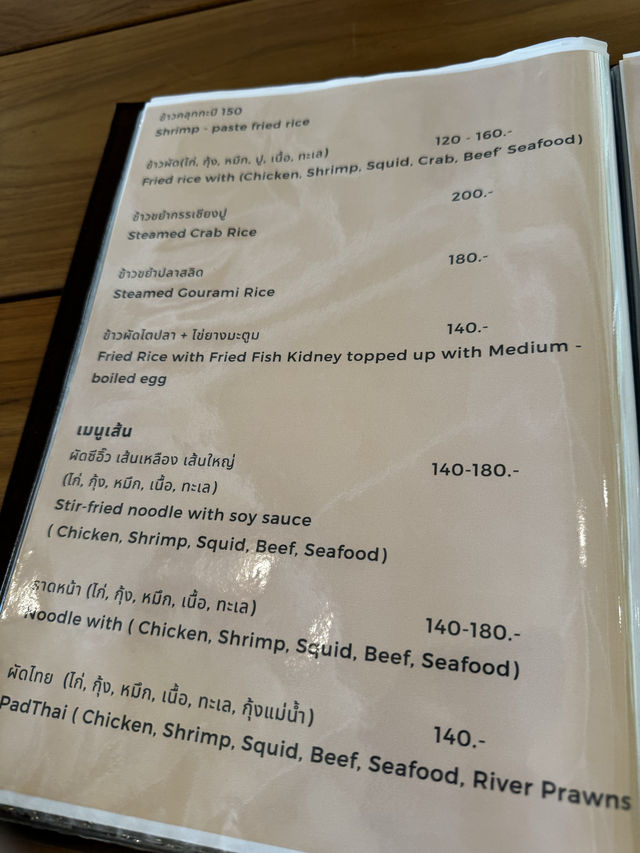 ข้าวคลุกกะปิ 150
Shrimp - paste fried rice
ข้าวผัด(ไก่, กุ้ง, หมึก, ปู, เนื้อ, ทะเล) 120 - 160.-
Fried rice with (Chicken, Shrimp, Squid, Crab, Beef' Seafood)
ข้าวขยำกรรเชียงปู 200.-
Steamed Crab Rice
ข้าวขยำปลาสลิด 180.-
Steamed Gourami Rice
ข้าวผัดไตปลา + ไข่ยางมะตูม 140.-
Fried Rice with Fried Fish Kidney topped up with Medium -
boiled egg
เมนูเส้น
ผัดซีอิ๊ว เส้นเหลือง เส้นใหญ่ 140-180.-
(ไก่, กุ้ง, หมึก, เนื้อ, ทะเล)
Stir-fried noodle with soy sauce
( Chicken, Shrimp, Squid, Beef, Seafood)
ราดหน้า (ไก่, กุ้ง, หมึก, เนื้อ, ทะเล) 140-180.-
Noodle with ( Chicken, Shrimp, Squid, Beef, Seafood)
ผัดไทย (ไก่, กุ้ง, หมึก, เนื้อ, ทะเล, กุ้งแม่น้ำ) 140.-
PadThai ( Chicken, Shrimp, Squid, Beef, Seafood, River Prawns